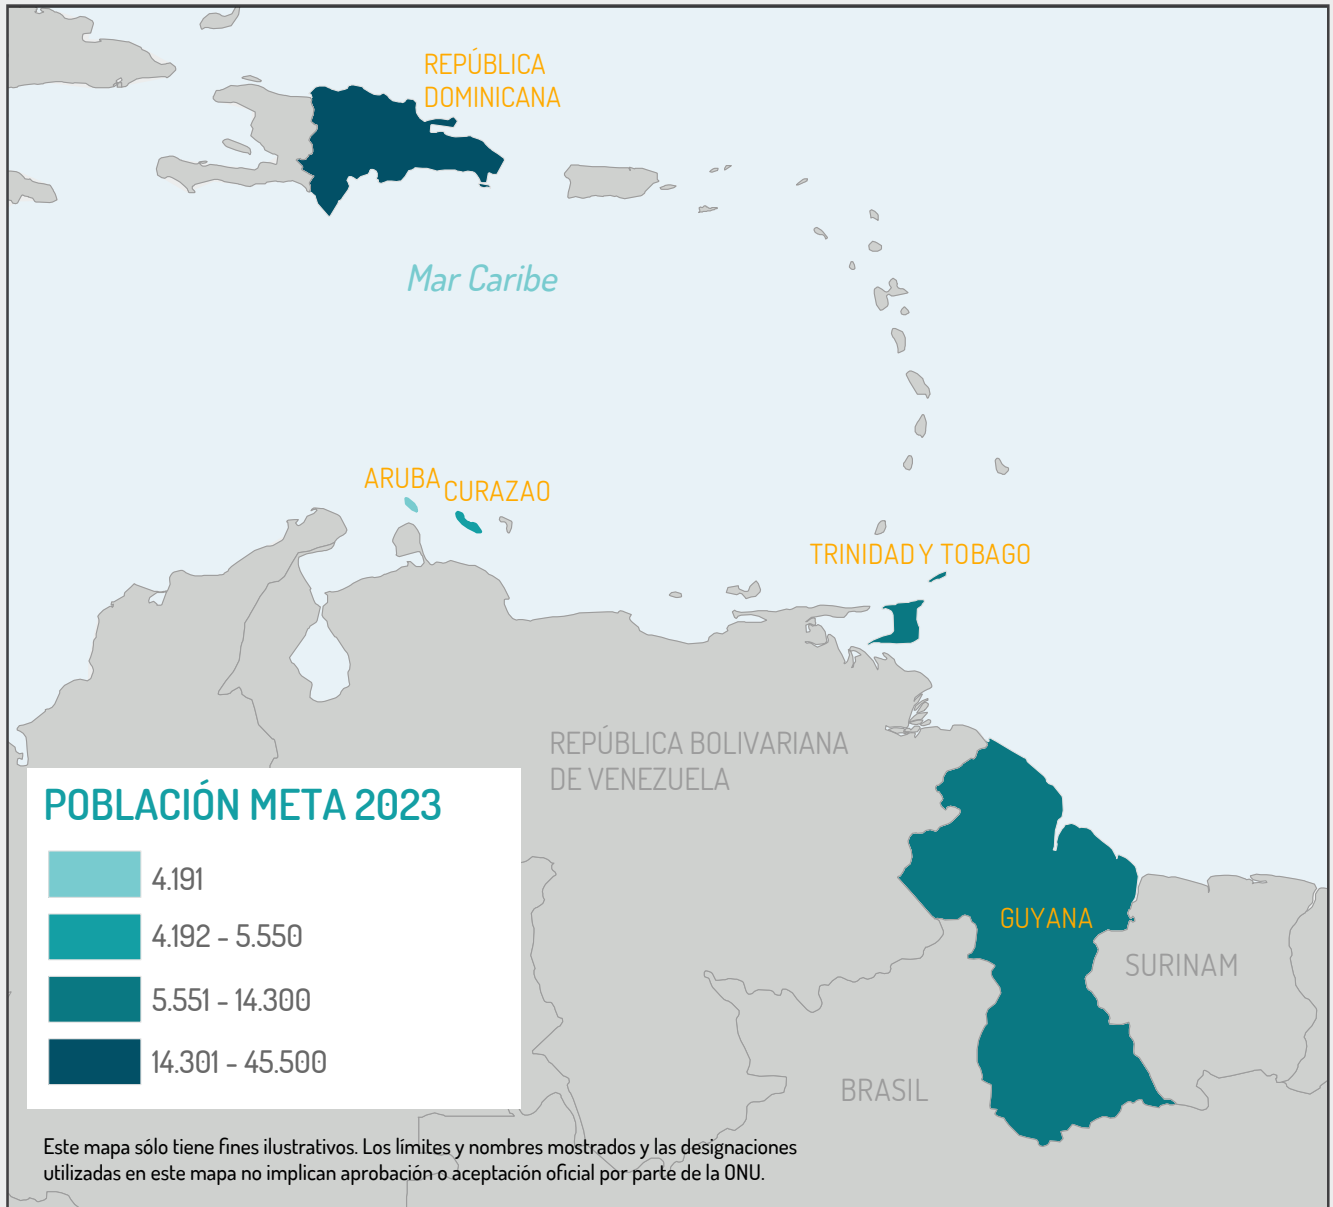 REPÚBLICA
DOMINICANA
Mar Caribe
ARUBA
CURAZAO
TRINIDAD Y TOBAGO
REPÚBLICA BOLIVARIANA
DE VENEZUELA
GUYANA
SURINAM
BRASIL
POBLACIÓN META 2023
4.191
4.192 - 5.550
5.551 - 14.300
14.301 - 45.500
Este mapa sólo tiene fines ilustrativos. Los límites y nombres mostrados y las designaciones
utilizadas en este mapa no implican aprobación o aceptación oficial por parte de la ONU.